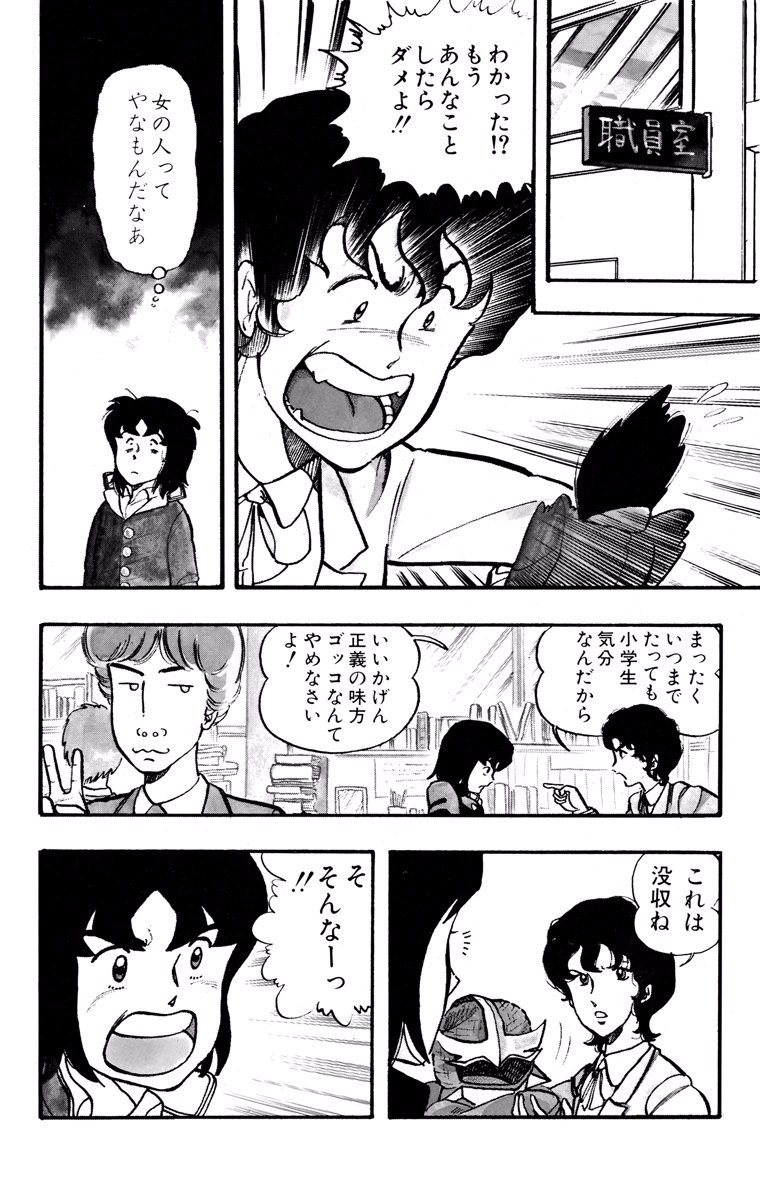 職員室
わかった!?
もう
あんなこと
したら
ダメよ!!
女の人って
やなもんだなあ
まったく
いつまで
たっても
小学生
気分
なんだから
いいかげん
正義の味方
ゴッコなんて
やめなさい
よ!
これは
没収ね
そ
そんなーっ
!!